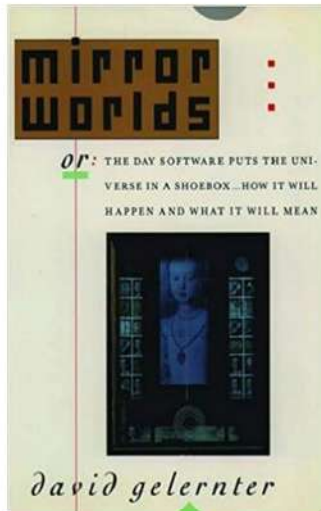 mirror
worlds
or: THE DAY SOFTWARE PUTS THE UNI-
VERSE IN A SHOEBOX...HOW IT WILL
HAPPEN AND WHAT IT WILL MEAN
david gelernter